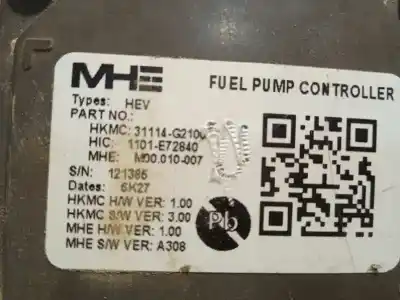 MHE
FUEL PUMP CONTROLLER
Types: HEV
PART NO.:
HKMC: 31114-G2100
HIC: 1101-E72840
MHE: M00.010-007
S/N: 121385
Dates: 6K27
HKMC H/W VER: 1.00
HKMC S/W VER: 3.00
MHE H/W VER: 1.00
MHE S/W VER: A308
Pb